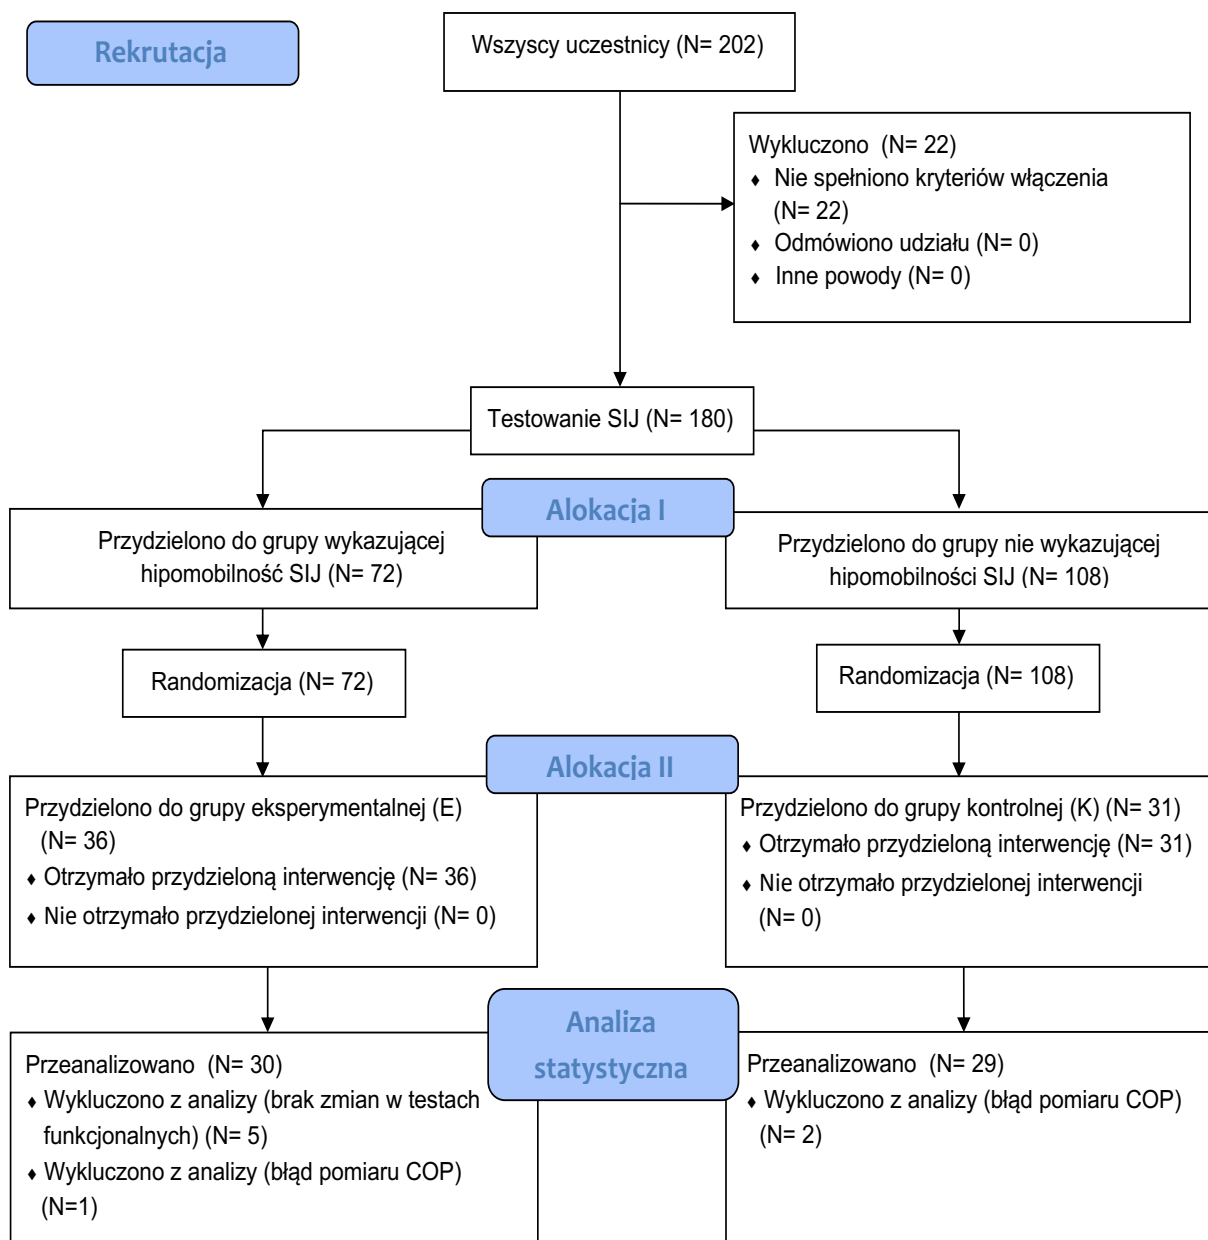 Rekrutacja
Wszyscy uczestnicy (N= 202)
Wykluczono (N= 22)
♦ Nie spełniono kryteriów włączenia
(N= 22)
♦ Odmówiono udziału (N= 0)
♦ Inne powody (N= 0)
Testowanie SIJ (N= 180)
Alokacja I
Przydzielono do grupy wykazującej
hipomobilność SIJ (N= 72)
Przydzielono do grupy nie wykazującej
hipomobilności SIJ (N= 108)
Randomizacja (N= 72)
Randomizacja (N= 108)
Alokacja II
Przydzielono do grupy eksperymentalnej (E)
(N= 36)
♦ Otrzymało przydzieloną interwencję (N= 36)
♦ Nie otrzymało przydzielonej interwencji (N= 0)
Przydzielono do grupy kontrolnej (K) (N= 31)
♦ Otrzymało przydzieloną interwencję (N= 31)
♦ Nie otrzymało przydzielonej interwencji
(N= 0)
Analiza
statystyczna
Przeanalizowano (N= 30)
♦ Wykluczono z analizy (brak zmian w testach
funkcjonalnych) (N= 5)
♦ Wykluczono z analizy (błąd pomiaru COP)
(N=1)
Przeanalizowano (N= 29)
♦ Wykluczono z analizy (błąd pomiaru COP)
(N= 2)